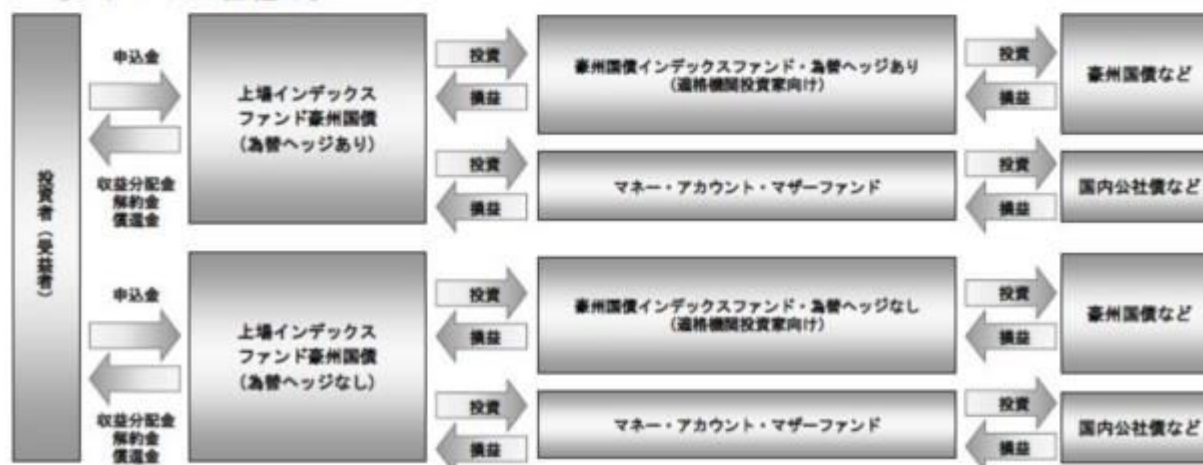 投資者（受益者）
申込金
収益分配金
解約金
償還金
上場インデックス
ファンド豪州国債
（為替ヘッジあり）
投資
損益
豪州国債インデックスファンド・為替ヘッジあり
（適格機関投資家向け）
投資
損益
豪州国債など
投資
損益
マネー・アカウント・マザーファンド
投資
損益
国内公社債など
申込金
収益分配金
解約金
償還金
上場インデックス
ファンド豪州国債
（為替ヘッジなし）
投資
損益
豪州国債インデックスファンド・為替ヘッジなし
（適格機関投資家向け）
投資
損益
豪州国債など
投資
損益
マネー・アカウント・マザーファンド
投資
損益
国内公社債など